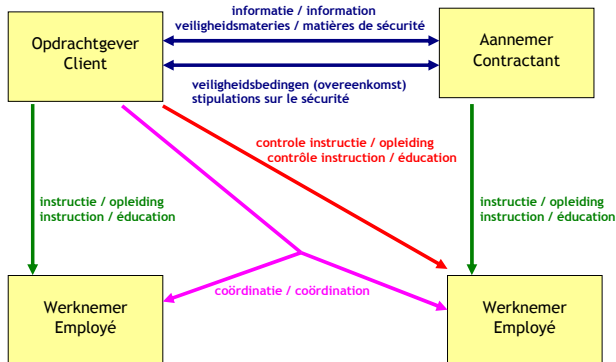 informatie / information
veiligheidsmateries / matières de sécurité
Opdrachtgever
Client
Aannemer
Contractant
veiligheidsbedingen (overeenkomst)
stipulations sur le sécurité
controle instructie / opleiding
contrôle instruction / éducation
instructie / opleiding
instruction / éducation
instructie / opleiding
instruction / éducation
coördinatie / coördination
Werknemer
Employé
Werknemer
Employé